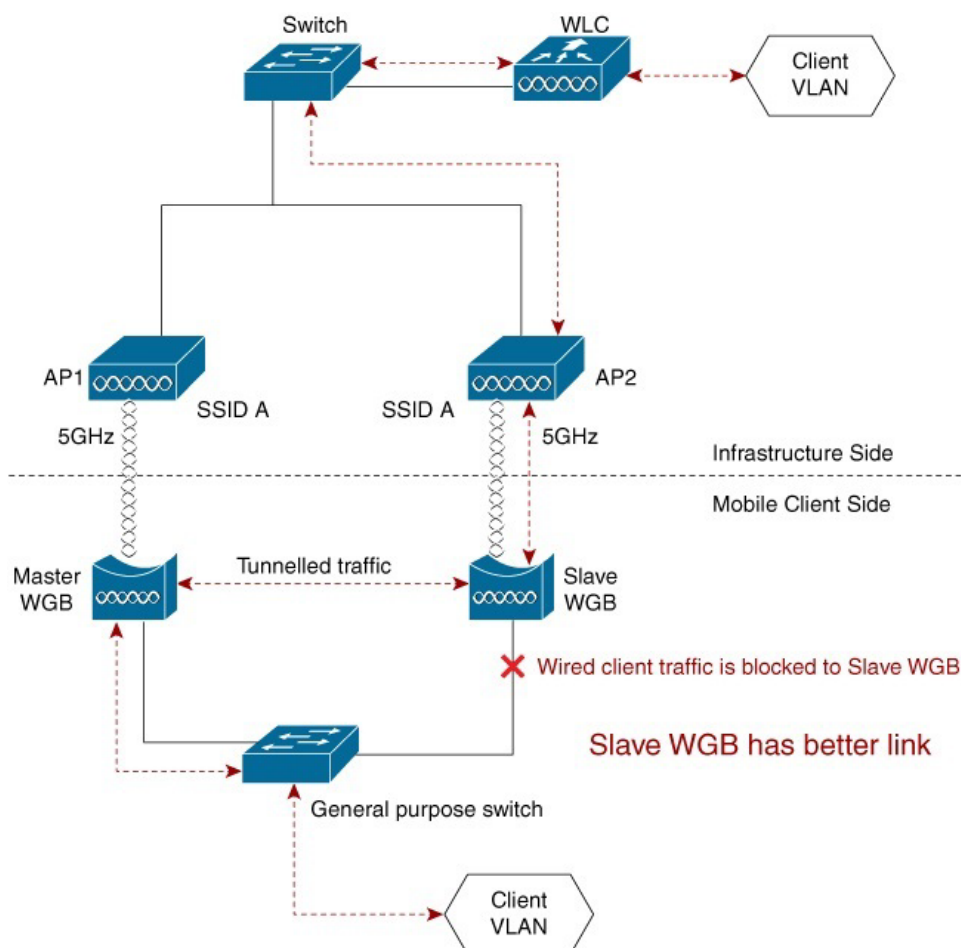 Switch
WLC
Client
VLAN
AP1
SSID A
SSID A
AP2
5GHz
5GHz
Infrastructure Side
Mobile Client Side
Master
WGB
Tunnelled traffic
Slave
WGB
Wired client traffic is blocked to Slave WGB
Slave WGB has better link
General purpose switch
Client
VLAN